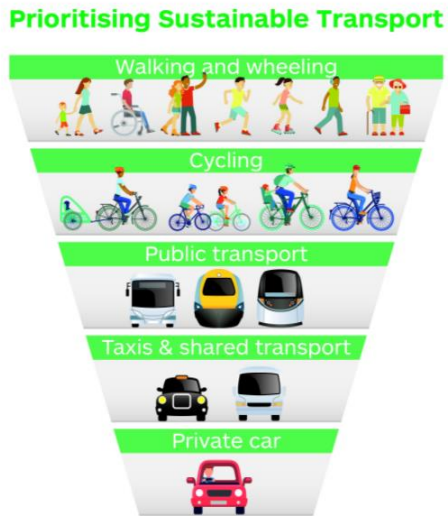 Prioritising Sustainable Transport
Walking and wheeling
Cycling
Public transport
Taxis & shared transport
Private car